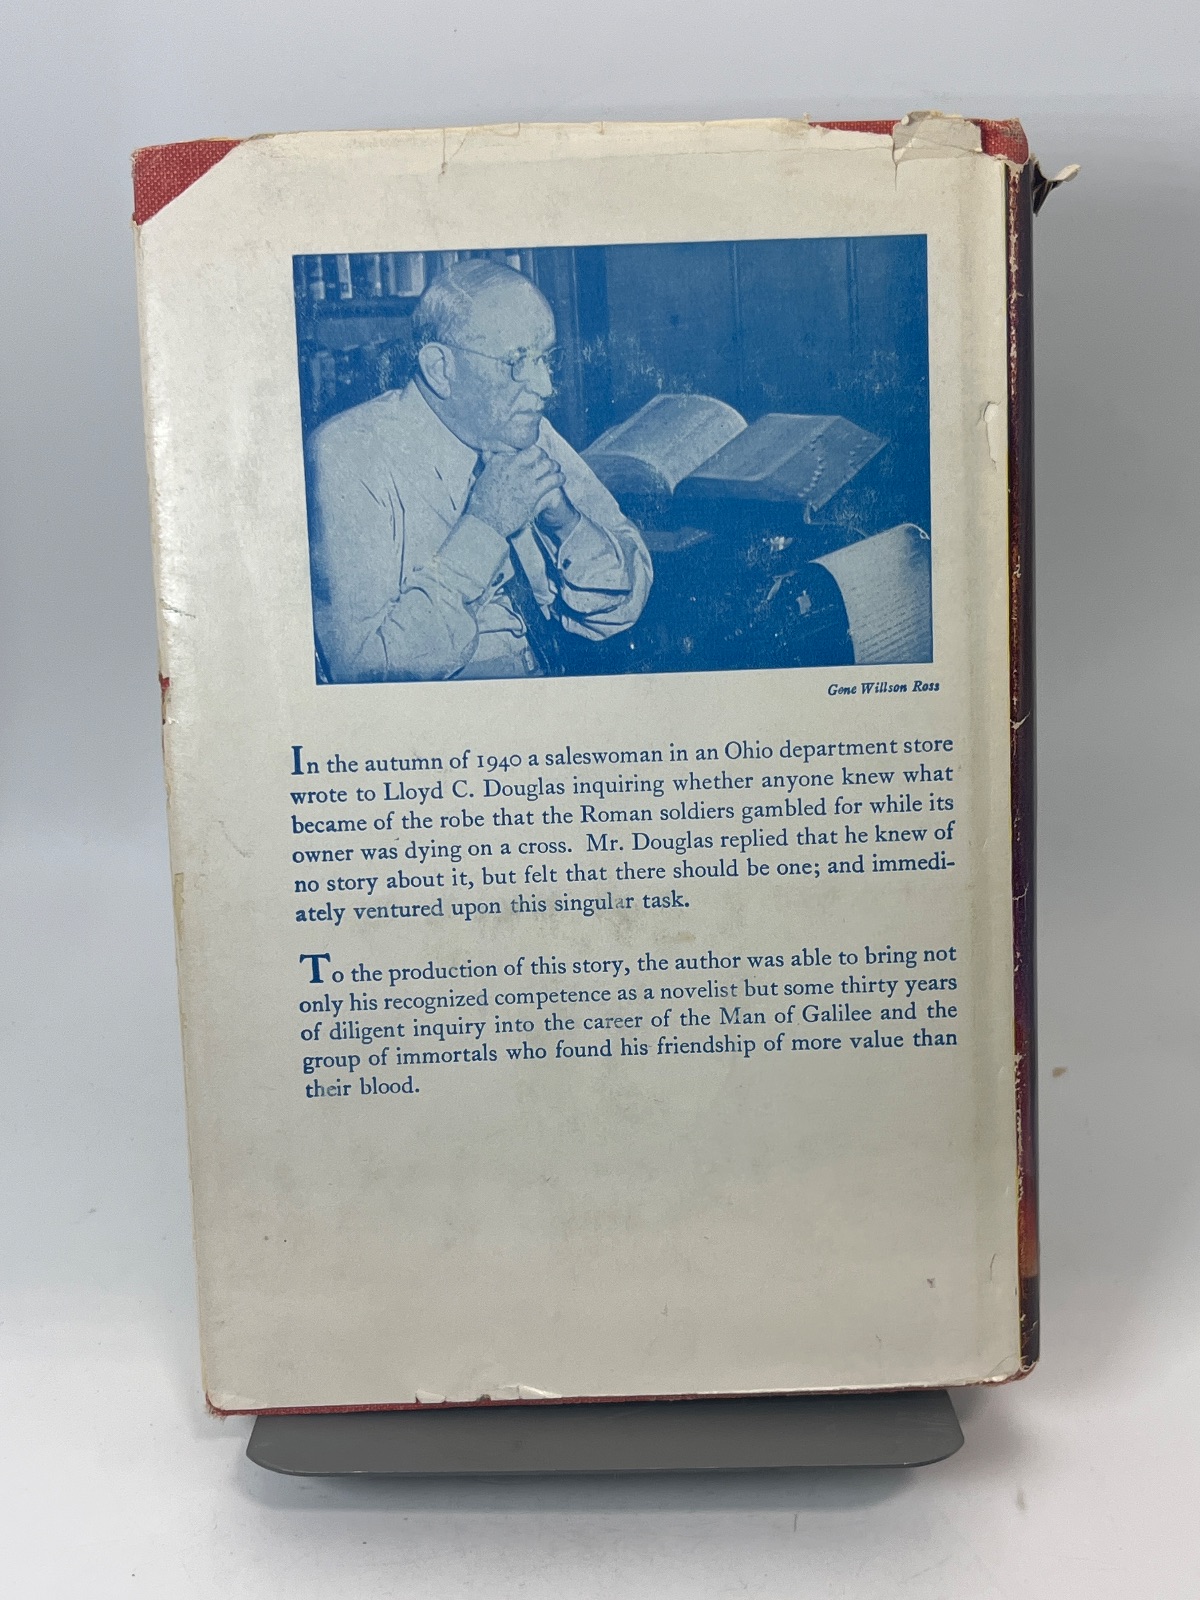 Gene Willson Ross
In the autumn of 1940 a saleswoman in an Ohio department store
wrote to Lloyd C. Douglas inquiring whether anyone knew what
became of the robe that the Roman soldiers gambled for while its
owner was dying on a cross. Mr. Douglas replied that he knew of
no story about it, but felt that there should be one; and immedi-
ately ventured upon this singular task.
To the production of this story, the author was able to bring not
only his recognized competence as a novelist but some thirty years
of diligent inquiry into the career of the Man of Galilee and the
group of immortals who found his friendship of more value than
their blood.